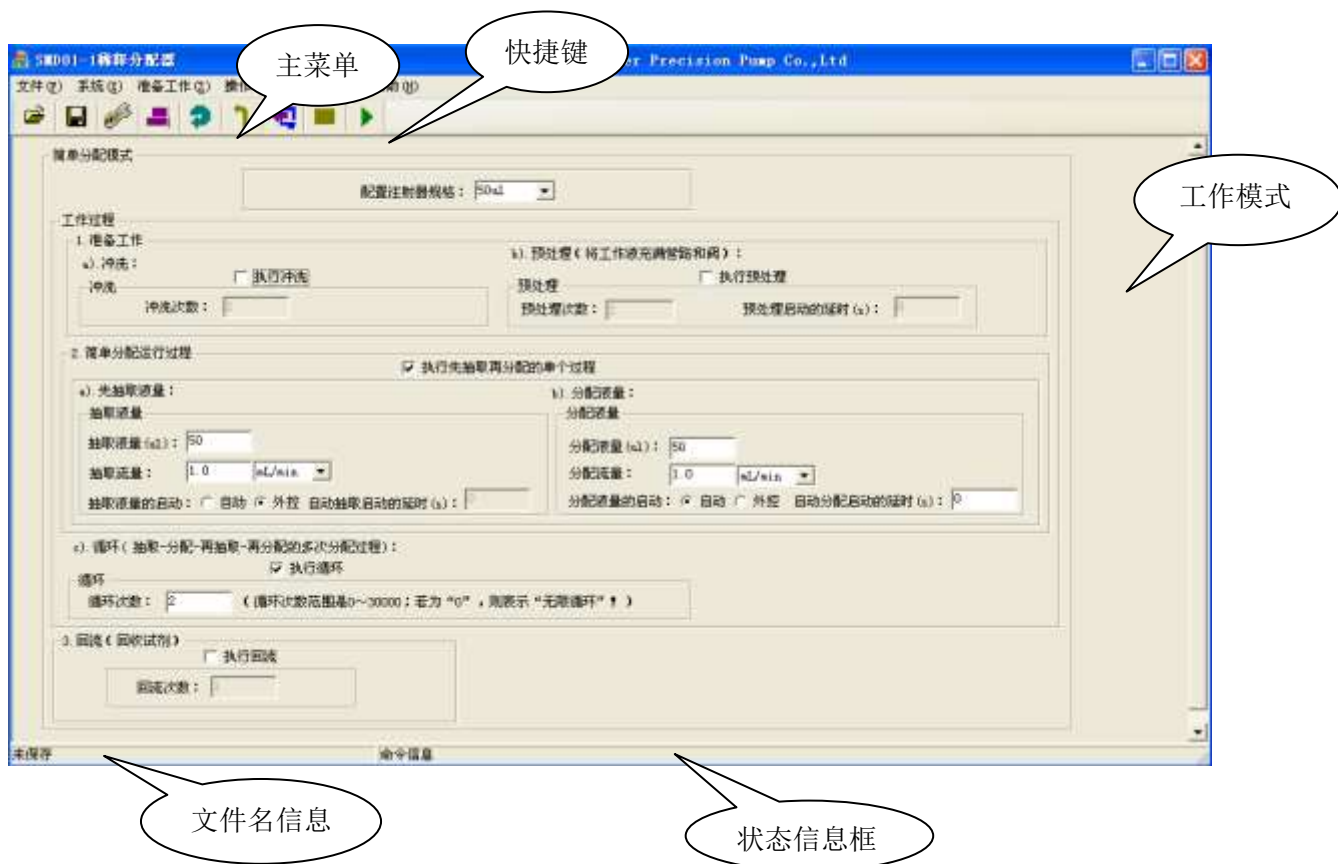 主菜单
快捷键
SMD01-1稀释分配器 er Precision Pump Co.,Ltd
文件(F) 系统(S) 准备工作(I) 操作 助(H)
工作模式
简单分配模式
配置注射器规格： 50ul
工作过程
1.准备工作
a).冲洗：
执行冲洗
冲洗
冲洗次数：
b).预处理(将工作液充满管路和阀)：
执行预处理
预处理
预处理次数： 预处理启动的延时(s)：
2.简单分配运行过程
执行先抽取再分配的单个过程
a).先抽取液量：
抽取液量
抽取液量(ul)： 50
抽取流量： 1.0 mL/min
抽取液量的启动： 自动 外控 自动抽取启动的延时(s)：
b).分配液量：
分配液量
分配液量(ul)： 50
分配流量： 1.0 mL/min
分配液量的启动： 自动 外控 自动分配启动的延时(s)： 0
c).循环(抽取-分配-再抽取-再分配的多次分配过程)：
执行循环
循环
循环次数： 2 (循环次数范围是0~30000；若为“0”，则表示“无限循环”！)
3.回流(回收试剂)
执行回流
回流次数：
未保存 命令信息
文件名信息
状态信息框